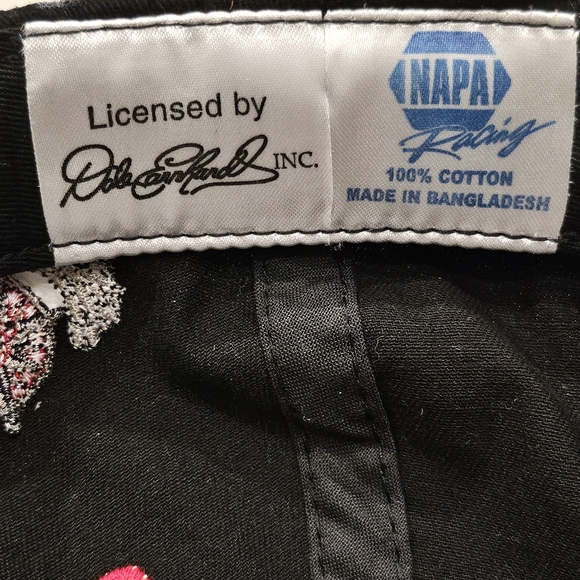 Licensed by
Dale Earnhardt INC.
NAPA
Racing
100% COTTON
MADE IN BANGLADESH